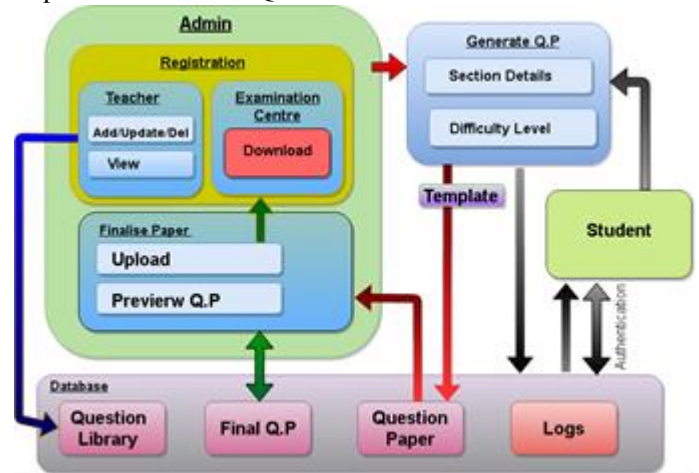 Admin
Registration
Teacher
Add/Update/Del
View
Examination
Centre
Download
Finalise Paper
Upload
Previerw Q.P
Generate Q.P
Section Details
Difficulty Level
Template
Student
Authentication
Database
Question
Library
Final Q.P
Question
Paper
Logs